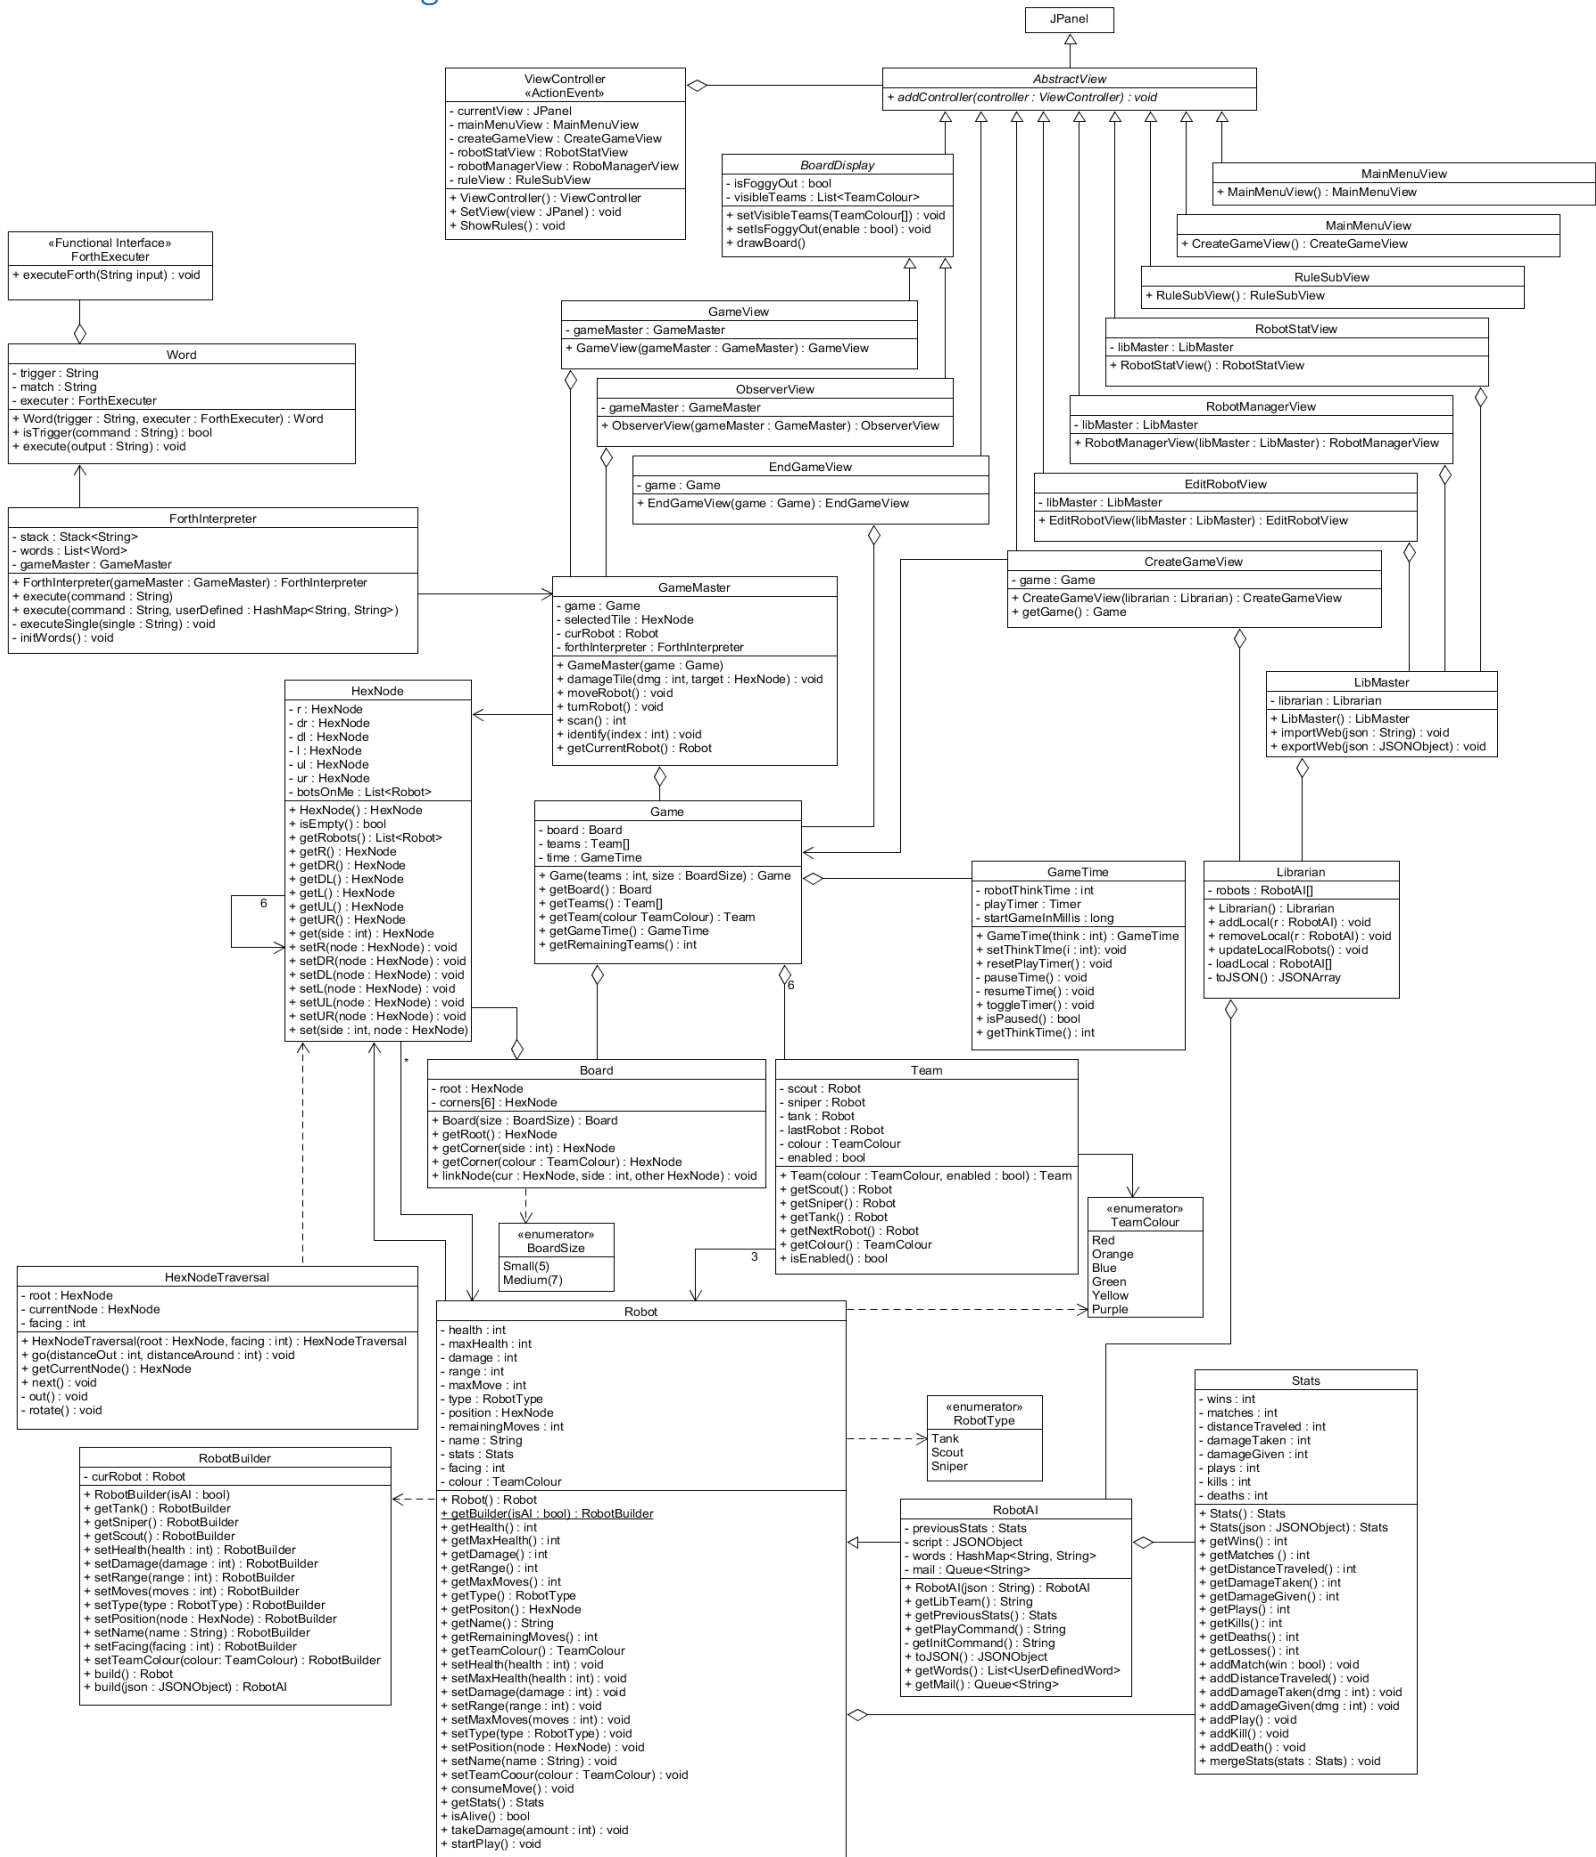 g
JPanel
ViewController
«ActionEvent»
- currentView : JPanel
- mainMenuView : MainMenuView
- createGameView : CreateGameView
- robotStatView : RobotStatView
- robotManagerView : RoboManagerView
- ruleView : RuleSubView
+ ViewController() : ViewController
+ SetView(view : JPanel) : void
+ ShowRules() : void
AbstractView
+ addController(controller : ViewController) : void
BoardDisplay
- isFoggyOut : bool
- visibleTeams : List<TeamColour>
+ setVisibleTeams(TeamColour[]) : void
+ setIsFoggyOut(enable : bool) : void
+ drawBoard()
MainMenuView
+ MainMenuView() : MainMenuView
MainMenuView
+ CreateGameView() : CreateGameView
RuleSubView
+ RuleSubView() : RuleSubView
RobotStatView
- libMaster : LibMaster
+ RobotStatView() : RobotStatView
RobotManagerView
- libMaster : LibMaster
+ RobotManagerView(libMaster : LibMaster) : RobotManagerView
EditRobotView
- libMaster : LibMaster
+ EditRobotView(libMaster : LibMaster) : EditRobotView
CreateGameView
- game : Game
+ CreateGameView(librarian : Librarian) : CreateGameView
+ getGame() : Game
«Functional Interface»
ForthExecuter
+ executeForth(String input) : void
Word
- trigger : String
- match : String
- executer : ForthExecuter
+ Word(trigger : String, executer : ForthExecuter) : Word
+ isTrigger(command : String) : bool
+ execute(output : String) : void
GameView
- gameMaster : GameMaster
+ GameView(gameMaster : GameMaster) : GameView
ObserverView
- gameMaster : GameMaster
+ ObserverView(gameMaster : GameMaster) : ObserverView
EndGameView
- game : Game
+ EndGameView(game : Game) : EndGameView
ForthInterpreter
- stack : Stack<String>
- words : List<Word>
- gameMaster : GameMaster
+ ForthInterpreter(gameMaster : GameMaster) : ForthInterpreter
+ execute(command : String)
+ execute(command : String, userDefined : HashMap<String, String>)
- executeSingle(single : String) : void
- initWords() : void
GameMaster
- game : Game
- selectedTile : HexNode
- curRobot : Robot
- forthInterpreter : ForthInterpreter
+ GameMaster(game : Game)
+ damageTile(dmg : int, target : HexNode) : void
+ moveRobot() : void
+ turnRobot() : void
+ scan() : int
+ identify(index : int) : void
+ getCurrentRobot() : Robot
LibMaster
- librarian : Librarian
+ LibMaster() : LibMaster
+ importWeb(json : String) : void
+ exportWeb(json : JSONObject) : void
HexNode
- r : HexNode
- dr : HexNode
- dl : HexNode
- l : HexNode
- ul : HexNode
- ur : HexNode
- botsOnMe : List<Robot>
+ HexNode() : HexNode
+ isEmpty() : bool
+ getRobots() : List<Robot>
+ getR() : HexNode
+ getDR() : HexNode
+ getDL() : HexNode
+ getL() : HexNode
+ getUL() : HexNode
+ getUR() : HexNode
+ get(side : int) : HexNode
+ setR(node : HexNode) : void
+ setDR(node : HexNode) : void
+ setDL(node : HexNode) : void
+ setL(node : HexNode) : void
+ setUL(node : HexNode) : void
+ setUR(node : HexNode) : void
+ set(side : int, node : HexNode)
6
*
Game
- board : Board
- teams : Team[]
- time : GameTime
+ Game(teams : int, size : BoardSize) : Game
+ getBoard() : Board
+ getTeams() : Team[]
+ getTeam(colour TeamColour) : Team
+ getGameTime() : GameTime
+ getRemainingTeams() : int
6
GameTime
- robotThinkTime : int
- playTimer : Timer
- startGameInMillis : long
+ GameTime(think : int) : GameTime
+ setThinkTIme(i : int): void
+ resetPlayTimer() : void
- pauseTime() : void
- resumeTime() : void
+ toggleTimer() : void
+ isPaused() : bool
+ getThinkTime() : int
Librarian
- robots : RobotAI[]
+ Librarian() : Librarian
+ addLocal(r : RobotAI) : void
+ removeLocal(r : RobotAI) : void
+ updateLocalRobots() : void
- loadLocal : RobotAI[]
- toJSON() : JSONArray
Board
- root : HexNode
- corners[6] : HexNode
+ Board(size : BoardSize) : Board
+ getRoot() : HexNode
+ getCorner(side : int) : HexNode
+ getCorner(colour : TeamColour) : HexNode
+ linkNode(cur : HexNode, side : int, other HexNode) : void
Team
- scout : Robot
- sniper : Robot
- tank : Robot
- lastRobot : Robot
- colour : TeamColour
- enabled : bool
+ Team(colour : TeamColour, enabled : bool) : Team
+ getScout() : Robot
+ getSniper() : Robot
+ getTank() : Robot
+ getNextRobot() : Robot
+ getColour() : TeamColour
+ isEnabled() : bool
3
«enumerator»
TeamColour
Red
Orange
Blue
Green
Yellow
Purple
«enumerator»
BoardSize
Small(5)
Medium(7)
HexNodeTraversal
- root : HexNode
- currentNode : HexNode
- facing : int
+ HexNodeTraversal(root : HexNode, facing : int) : HexNodeTraversal
+ go(distanceOut : int, distanceAround : int) : void
+ getCurrentNode() : HexNode
+ next() : void
- out() : void
- rotate() : void
RobotBuilder
- curRobot : Robot
+ RobotBuilder(isAI : bool)
+ getTank() : RobotBuilder
+ getSniper() : RobotBuilder
+ getScout() : RobotBuilder
+ setHealth(health : int) : RobotBuilder
+ setDamage(damage : int) : RobotBuilder
+ setRange(range : int) : RobotBuilder
+ setMoves(moves : int) : RobotBuilder
+ setType(type : RobotType) : RobotBuilder
+ setPosition(node : HexNode) : RobotBuilder
+ setName(name : String) : RobotBuilder
+ setFacing(facing : int) : RobotBuilder
+ setTeamColour(colour: TeamColour) : RobotBuilder
+ build() : Robot
+ build(json : JSONObject) : RobotAI
Robot
- health : int
- maxHealth : int
- damage : int
- range : int
- maxMove : int
- type : RobotType
- position : HexNode
- remainingMoves : int
- name : String
- stats : Stats
- facing : int
- colour : TeamColour
+ Robot() : Robot
+ getBuilder(isAI : bool) : RobotBuilder
+ getHealth() : int
+ getMaxHealth() : int
+ getDamage() : int
+ getRange() : int
+ getMaxMoves() : int
+ getType() : RobotType
+ getPositon() : HexNode
+ getName() : String
+ getRemainingMoves() : int
+ getTeamColour() : TeamColour
+ setHealth(health : int) : void
+ setMaxHealth(health : int) : void
+ setDamage(damage : int) : void
+ setRange(range : int) : void
+ setMaxMoves(moves : int) : void
+ setType(type : RobotType) : void
+ setPosition(node : HexNode) : void
+ setName(name : String) : void
+ setTeamCoour(colour : TeamColour) : void
+ consumeMove() : void
+ getStats() : Stats
+ isAlive() : bool
+ takeDamage(amount : int) : void
+ startPlay() : void
«enumerator»
RobotType
Tank
Scout
Sniper
RobotAI
- previousStats : Stats
- script : JSONObject
- words : HashMap<String, String>
- mail : Queue<String>
+ RobotAI(json : String) : RobotAI
+ getLibTeam() : String
+ getPreviousStats() : Stats
+ getPlayCommand() : String
- getInitCommand() : String
+ toJSON() : JSONObject
+ getWords() : List<UserDefinedWord>
+ getMail() : Queue<String>
Stats
- wins : int
- matches : int
- distanceTraveled : int
- damageTaken : int
- damageGiven : int
- plays : int
- kills : int
- deaths : int
+ Stats() : Stats
+ Stats(json : JSONObject) : Stats
+ getWins() : int
+ getMatches () : int
+ getDistanceTraveled() : int
+ getDamageTaken() : int
+ getDamageGiven() : int
+ getPlays() : int
+ getKills() : int
+ getDeaths() : int
+ getLosses() : int
+ addMatch(win : bool) : void
+ addDistanceTraveled() : void
+ addDamageTaken(dmg : int) : void
+ addDamageGiven(dmg : int) : void
+ addPlay() : void
+ addKill() : void
+ addDeath() : void
+ mergeStats(stats : Stats) : void